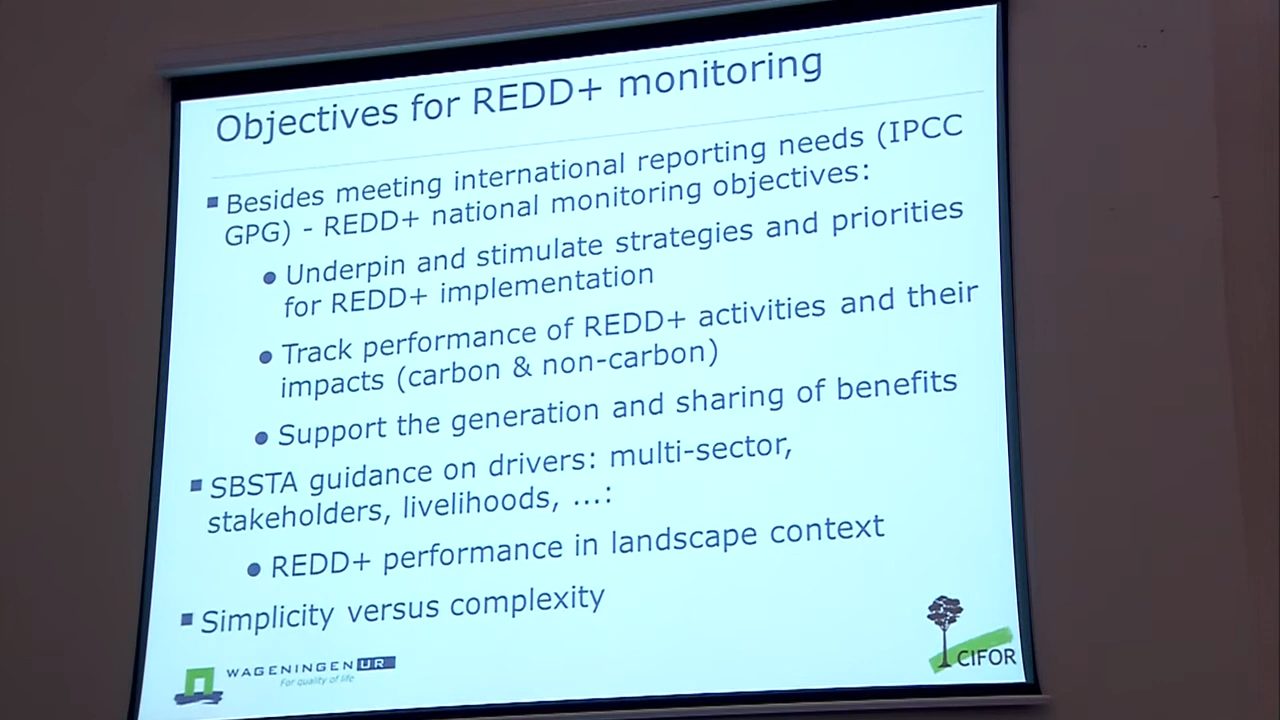 Objectives for REDD+ monitoring
▪ Besides meeting international reporting needs (IPCC
GPG) - REDD+ national monitoring objectives:
● Underpin and stimulate strategies and priorities
for REDD+ implementation
● Track performance of REDD+ activities and their
impacts (carbon & non-carbon)
● Support the generation and sharing of benefits
▪ SBSTA guidance on drivers: multi-sector,
stakeholders, livelihoods, ...:
● REDD+ performance in landscape context
▪ Simplicity versus complexity
WAGENINGEN UR
For quality of life
CIFOR